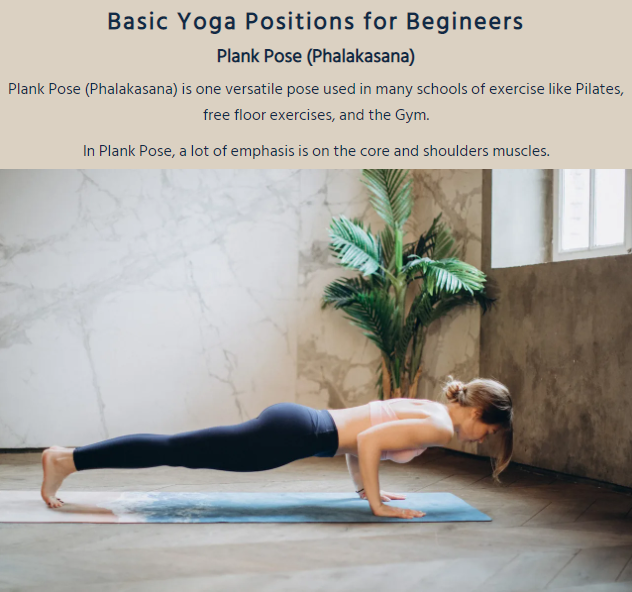 Basic Yoga Positions for Begineers
Plank Pose (Phalakasana)
Plank Pose (Phalakasana) is one versatile pose used in many schools of exercise like Pilates,
free floor exercises, and the Gym.
In Plank Pose, a lot of emphasis is on the core and shoulders muscles.